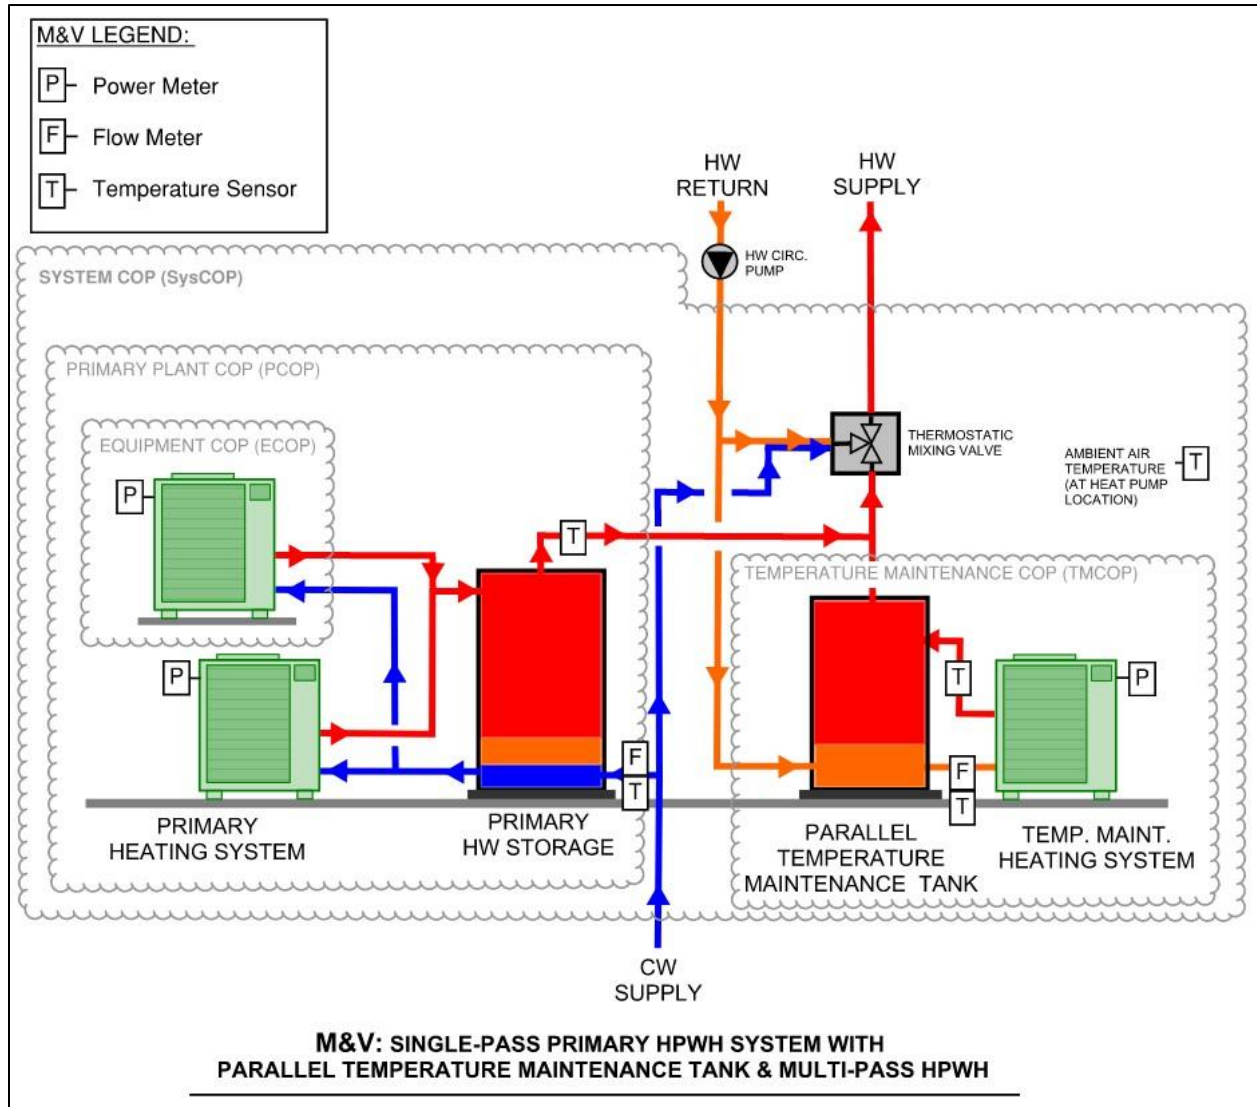 M&V LEGEND:
P
Power Meter
F
Flow Meter
T
Temperature Sensor
HW
RETURN
HW
SUPPLY
HW CIRC.
PUMP
SYSTEM COP (SysCOP)
PRIMARY PLANT COP (PCOP)
EQUIPMENT COP (ECOP)
P
THERMOSTATIC
MIXING VALVE
AMBIENT AIR
TEMPERATURE
(AT HEAT PUMP
LOCATION)
T
T
TEMPERATURE MAINTENANCE COP (TMCOP)
P
T
P
F
T
F
T
PRIMARY
HEATING SYSTEM
PRIMARY
HW STORAGE
PARALLEL
TEMPERATURE
MAINTENANCE TANK
TEMP. MAINT.
HEATING SYSTEM
CW
SUPPLY
M&V: SINGLE-PASS PRIMARY HPWH SYSTEM WITH
PARALLEL TEMPERATURE MAINTENANCE TANK & MULTI-PASS HPWH